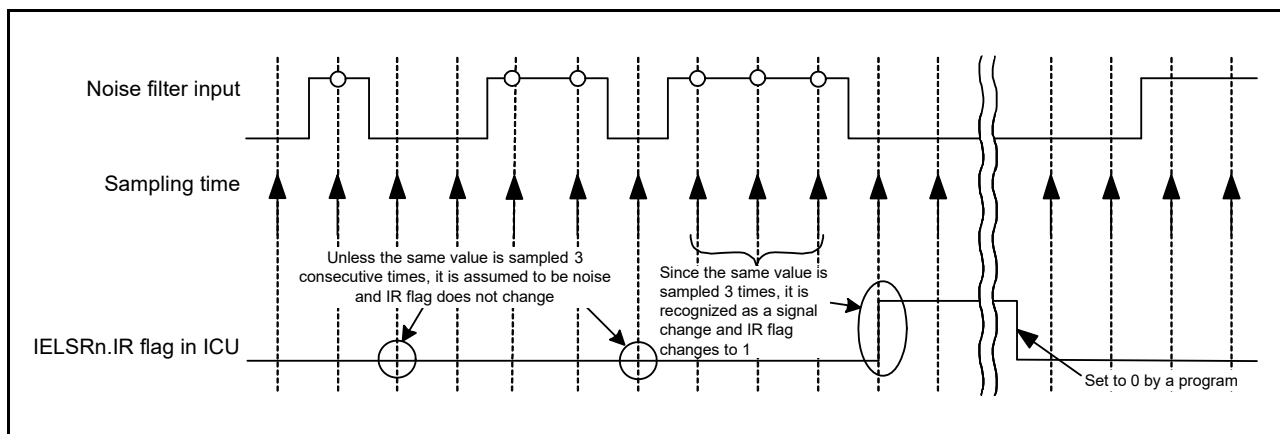 Noise filter input
Sampling time
Unless the same value is sampled 3
consecutive times, it is assumed to be noise
and IR flag does not change
Since the same value is
sampled 3 times, it is
recognized as a signal
change and IR flag
changes to 1
IELSRn.IR flag in ICU
Set to 0 by a program